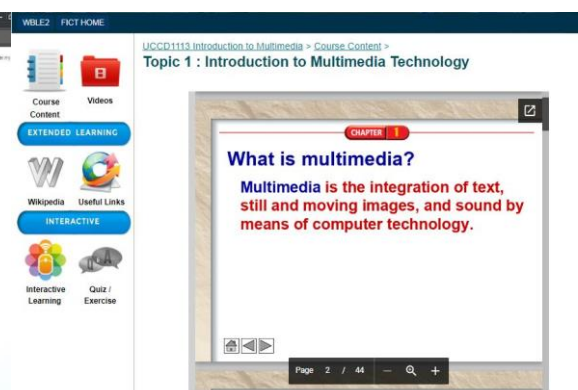 WBLE2 FICT HOME
UCCD1113 Introduction to Multimedia > Course Content >
Topic 1 : Introduction to Multimedia Technology
Course Content
Videos
EXTENDED LEARNING
Wikipedia
Useful Links
INTERACTIVE
Interactive Learning
Quiz / Exercise
CHAPTER 1
What is multimedia?
Multimedia is the integration of text,
still and moving images, and sound by
means of computer technology.
Page 2 / 44